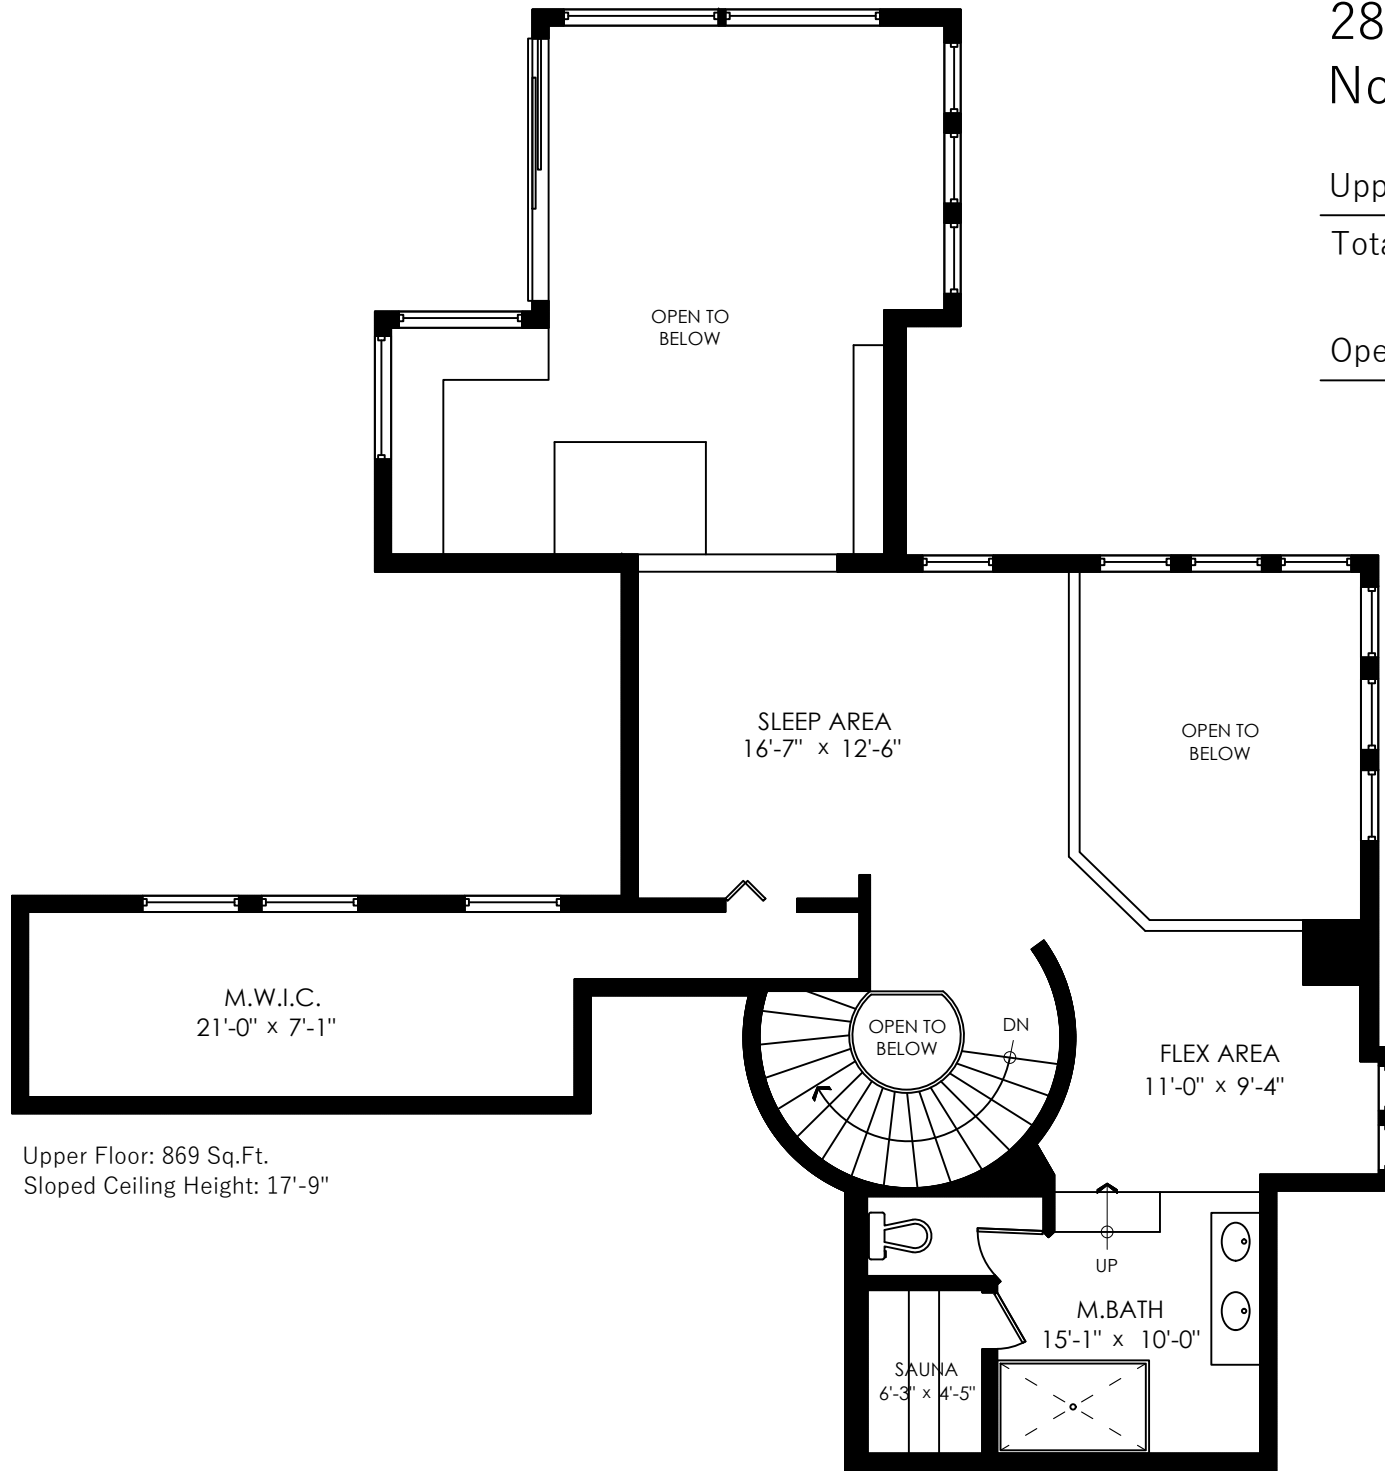 28
OPEN TO
BELOW
SLEEP AREA
16'-7" x 12'-6"
OPEN TO
BELOW
M.W.I.C.
21'-0" x 7'-1"
OPEN TO
BELOW
DN
FLEX AREA
11'-0" x 9'-4"
Upper Floor: 869 Sq.Ft.
Sloped Ceiling Height: 17'-9"
UP
M.BATH
15'-1" x 10'-0"
SAUNA
6'-3" x 4'-5"